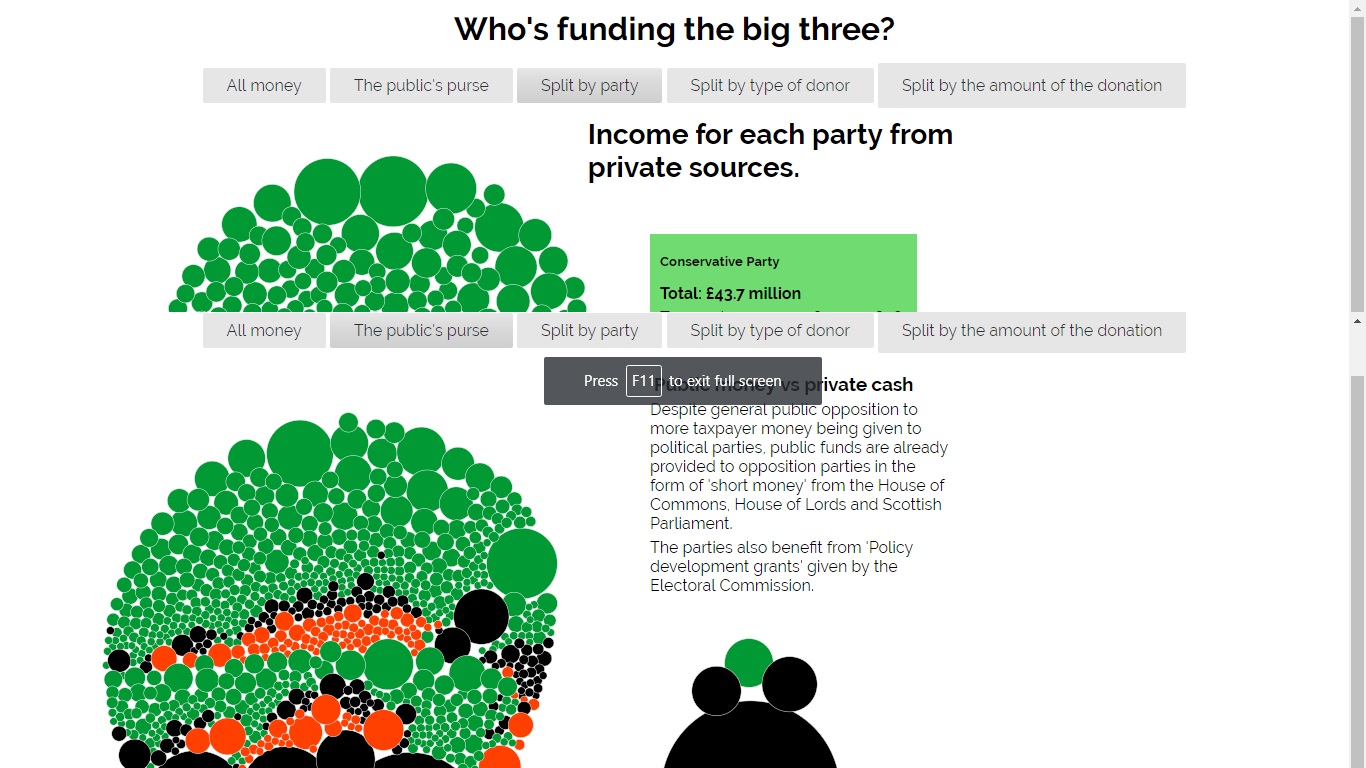 Who's funding the big three?
All money
The public's purse
Split by party
Split by type of donor
Split by the amount of the donation
Income for each party from
private sources.
Conservative Party
Total: £43.7 million
All money
The public's purse
Split by party
Split by type of donor
Split by the amount of the donation
Press F11 to exit full screen
Public money vs private cash
Despite general public opposition to
more taxpayer money being given to
political parties, public funds are already
provided to opposition parties in the
form of 'short money' from the House of
Commons, House of Lords and Scottish
Parliament.
The parties also benefit from 'Policy
development grants' given by the
Electoral Commission.